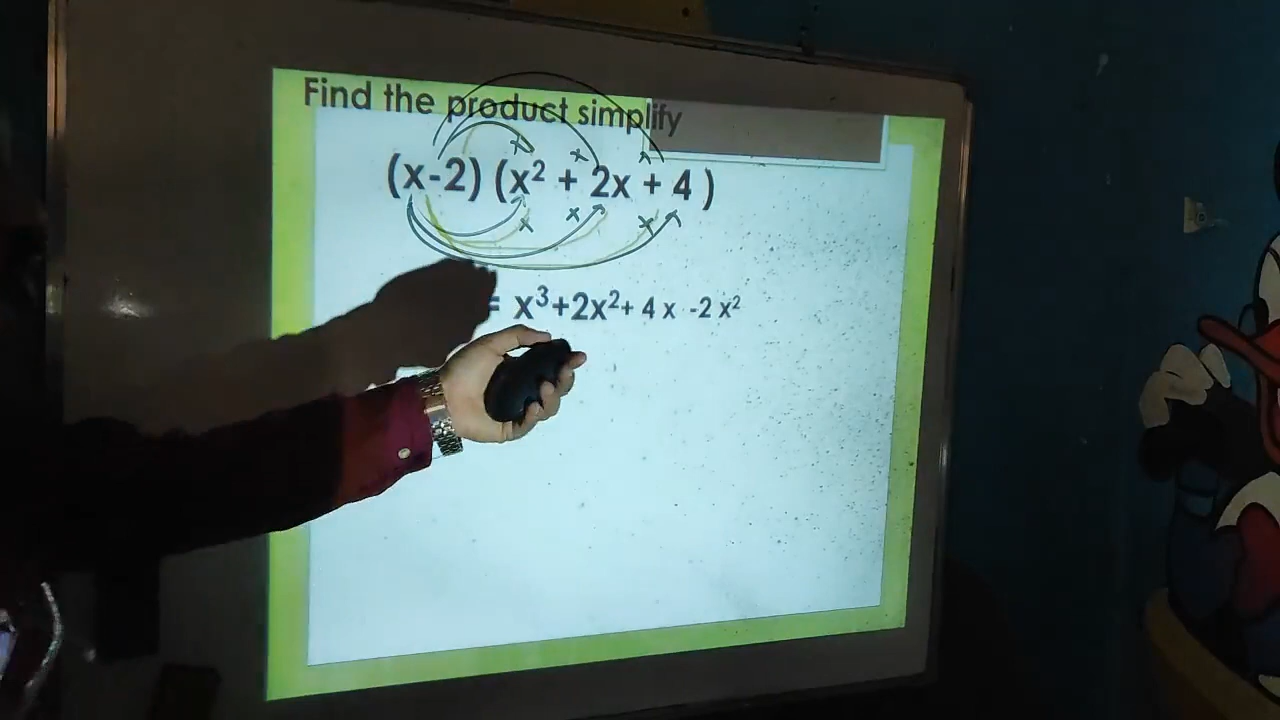 Find the product simplify
(x-2) (x² + 2x + 4 )
x x x
x x x
= x³+2x²+ 4 x -2 x²